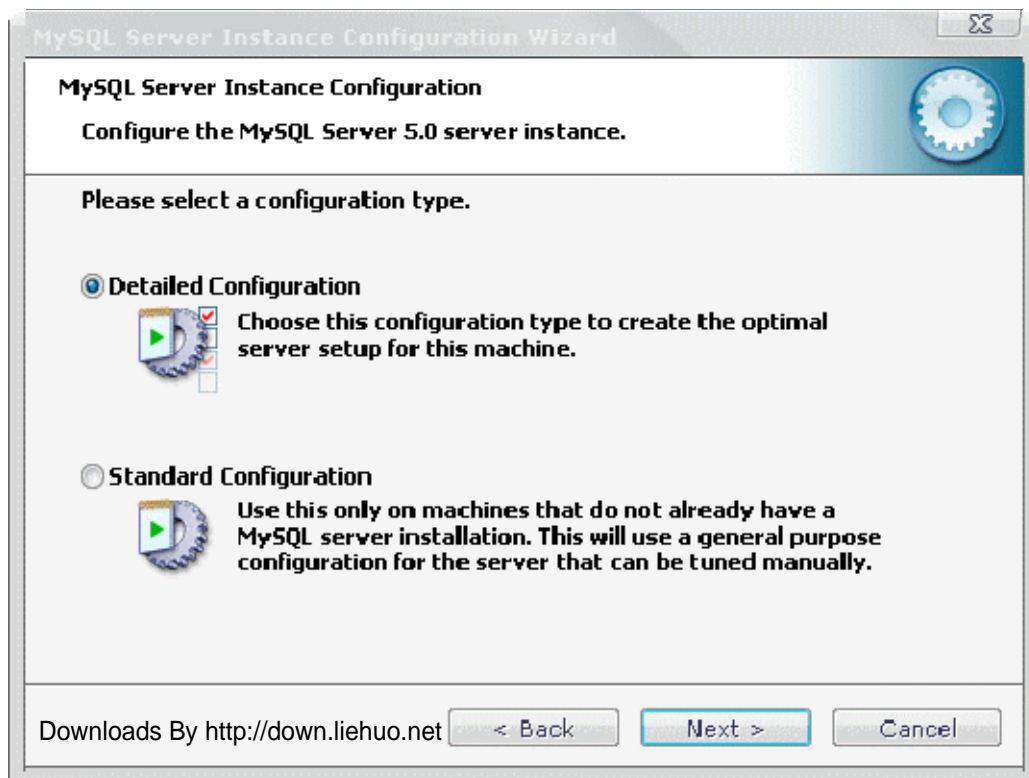 MySQL Server Instance Configuration Wizard
MySQL Server Instance Configuration
Configure the MySQL Server 5.0 server instance.
Please select a configuration type.
Detailed Configuration
Choose this configuration type to create the optimal
server setup for this machine.
Standard Configuration
Use this only on machines that do not already have a
MySQL server installation. This will use a general purpose
configuration for the server that can be tuned manually.
Downloads By http://down.liehuo.net
< Back
Next >
Cancel